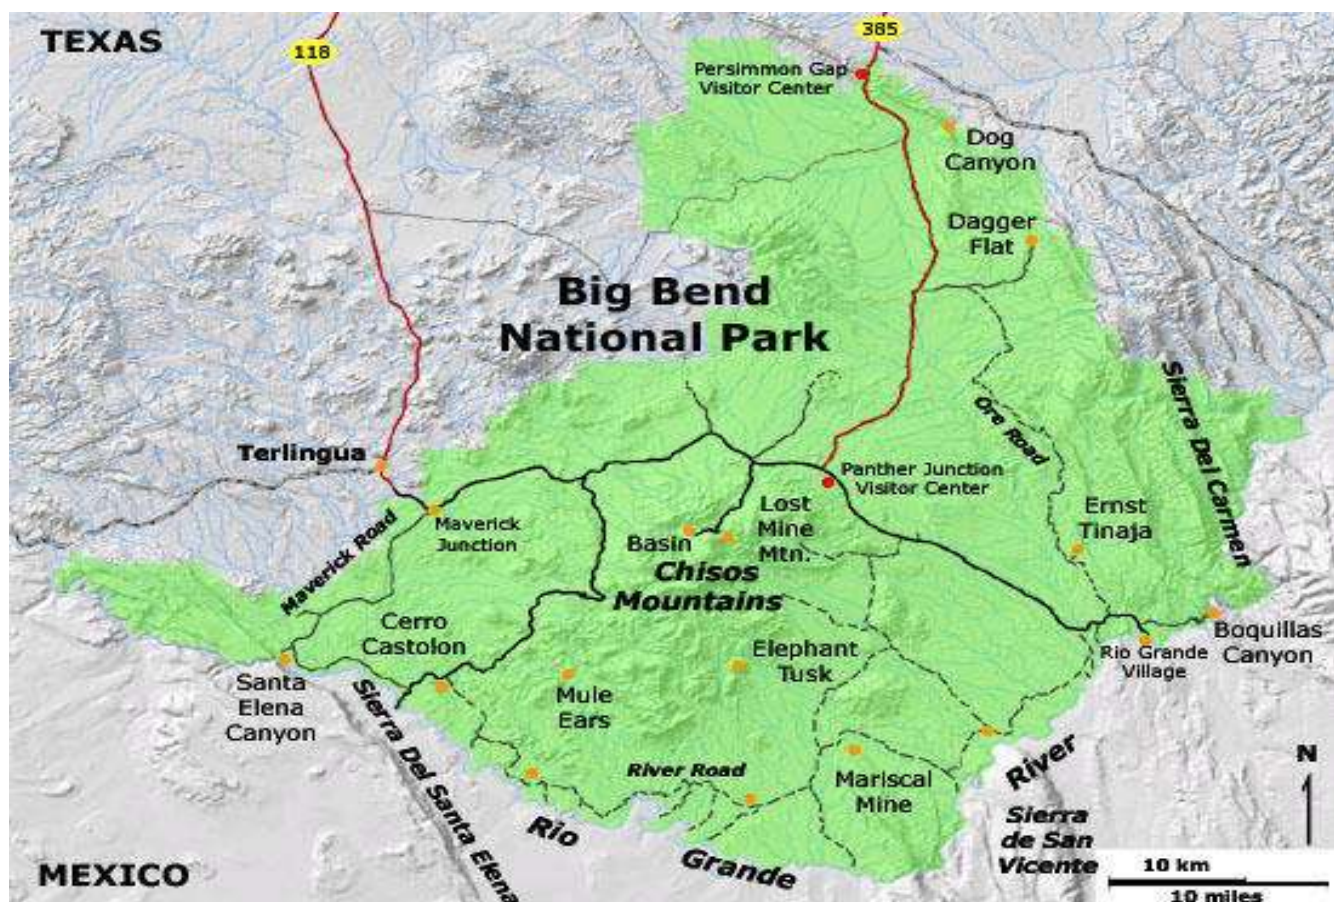 TEXAS
118
385
Persimmon Gap
Visitor Center
Dog
Canyon
Dagger
Flat
Big Bend
National Park
Sierra Del Carmen
Ore Road
Terlingua
Panther Junction
Visitor Center
Maverick
Junction
Maverick Road
Lost
Mine
Mtn.
Basin
Ernst
Tinaja
Chisos
Mountains
Cerro
Castolon
Elephant
Tusk
Boquillas
Canyon
Rio Grande
Village
Santa
Elena
Canyon
Mule
Ears
Sierra Del Santa Elena
River Road
Mariscal
Mine
Rio
Grande
River
N
Sierra
de San
Vicente
MEXICO
10 km
10 miles